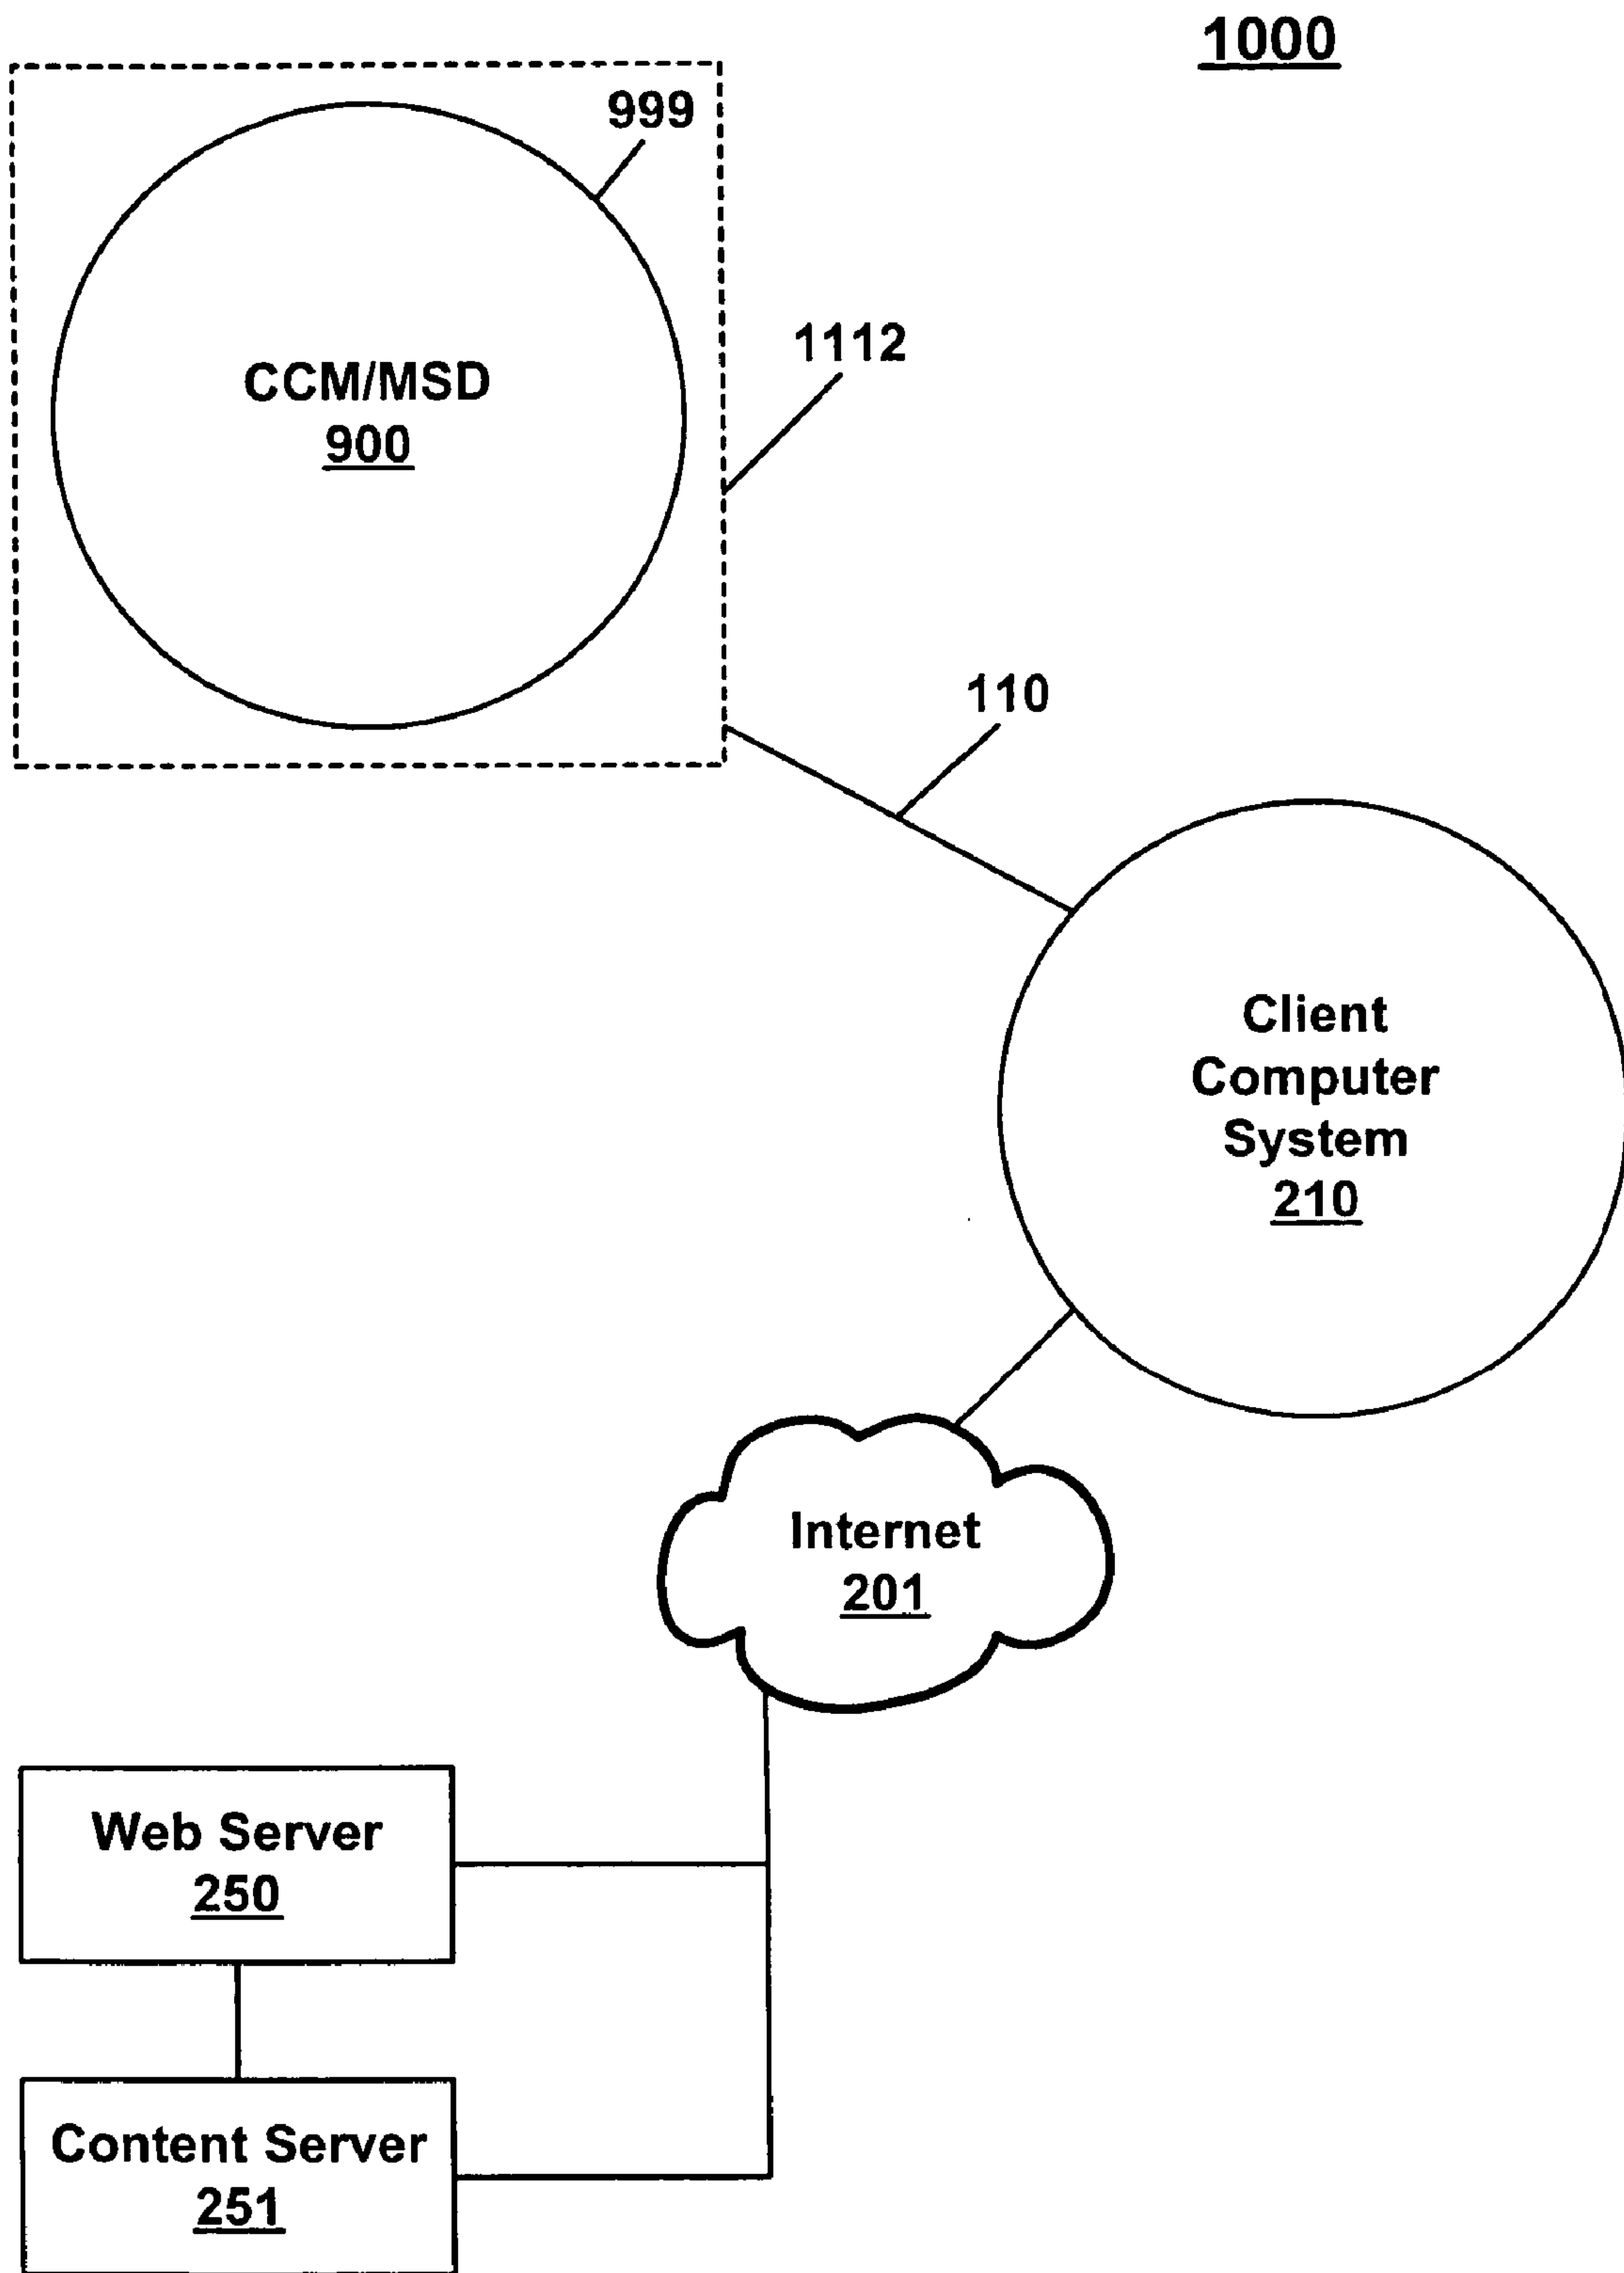 1000
999
CCM/MSD
900
1112
110
Client
Computer
System
210
Internet
201
Web Server
250
Content Server
251